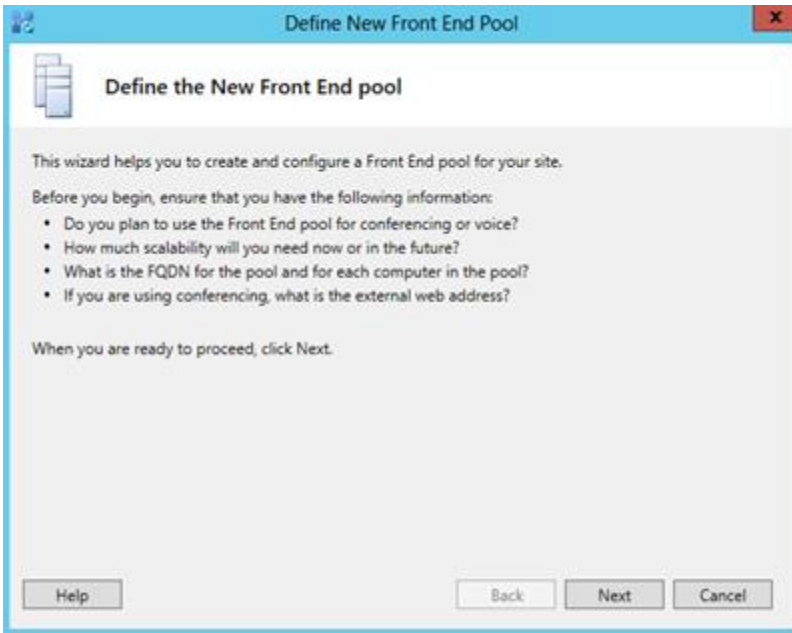 Define New Front End Pool
x
Define the New Front End pool
This wizard helps you to create and configure a Front End pool for your site.
Before you begin, ensure that you have the following information:
• Do you plan to use the Front End pool for conferencing or voice?
• How much scalability will you need now or in the future?
• What is the FQDN for the pool and for each computer in the pool?
• If you are using conferencing, what is the external web address?
When you are ready to proceed, click Next.
Help Back Next Cancel